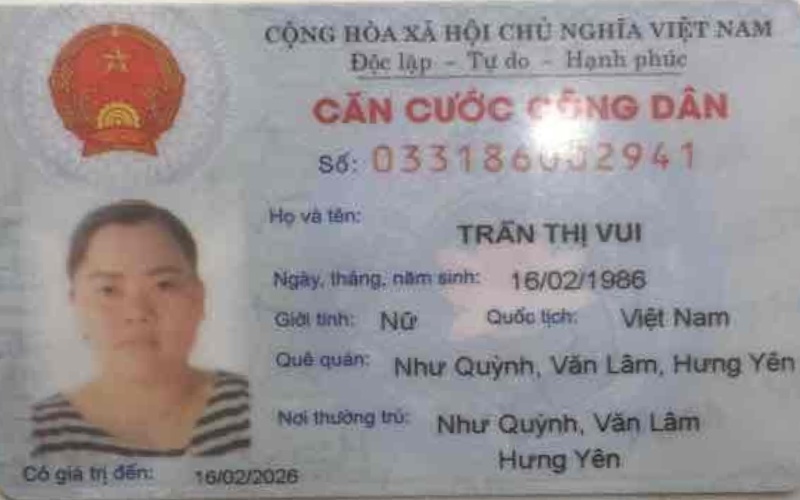 CỘNG HÒA XÃ HỘI CHỦ NGHĨA VIỆT NAM
Độc lập - Tự do - Hạnh phúc
CĂN CƯỚC CÔNG DÂN
Số: 033186002941
Họ và tên:
TRẦN THỊ VUI
Ngày, tháng, năm sinh: 16/02/1986
Giới tính: Nữ Quốc tịch: Việt Nam
Quê quán: Như Quỳnh, Văn Lâm, Hưng Yên
Nơi thường trú: Như Quỳnh, Văn Lâm
Hưng Yên
Có giá trị đến: 16/02/2026